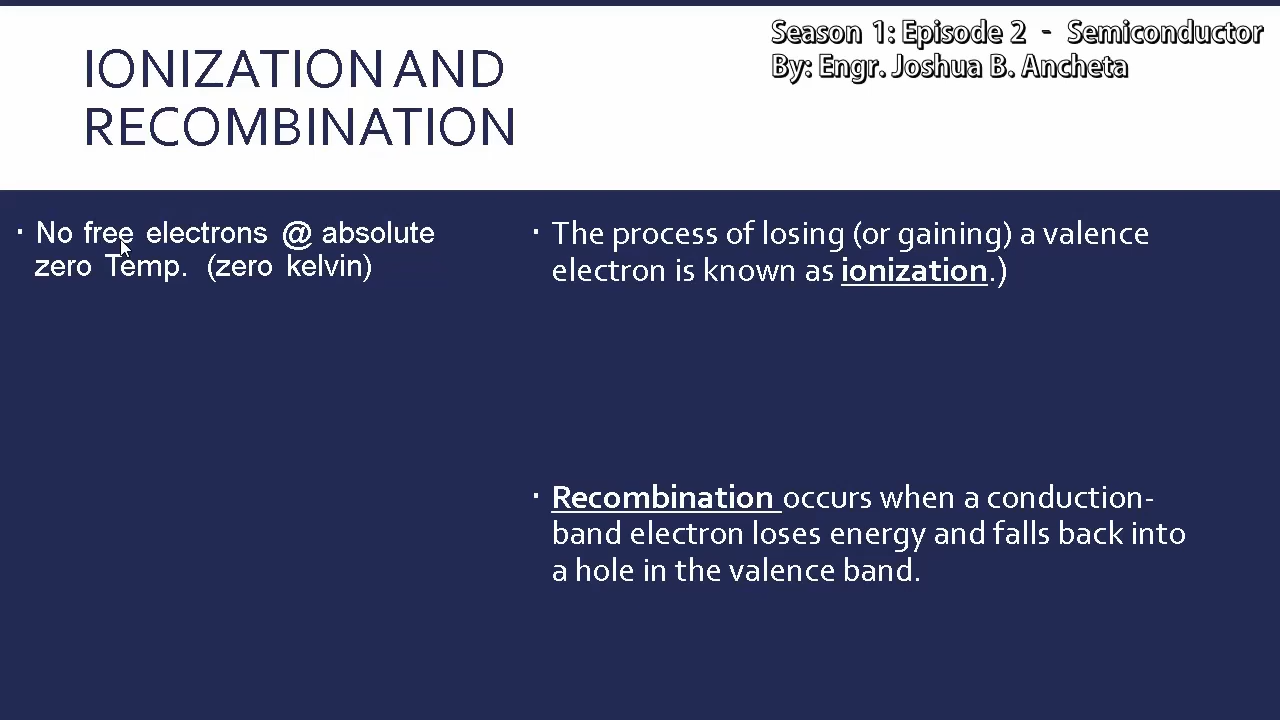 Season 1: Episode 2 - Semiconductor
By: Engr. Joshua B. Ancheta
IONIZATION AND
RECOMBINATION
· No free electrons @ absolute
zero Temp. (zero kelvin)
· The process of losing (or gaining) a valence
electron is known as ionization.)
· Recombination occurs when a conduction-
band electron loses energy and falls back into
a hole in the valence band.